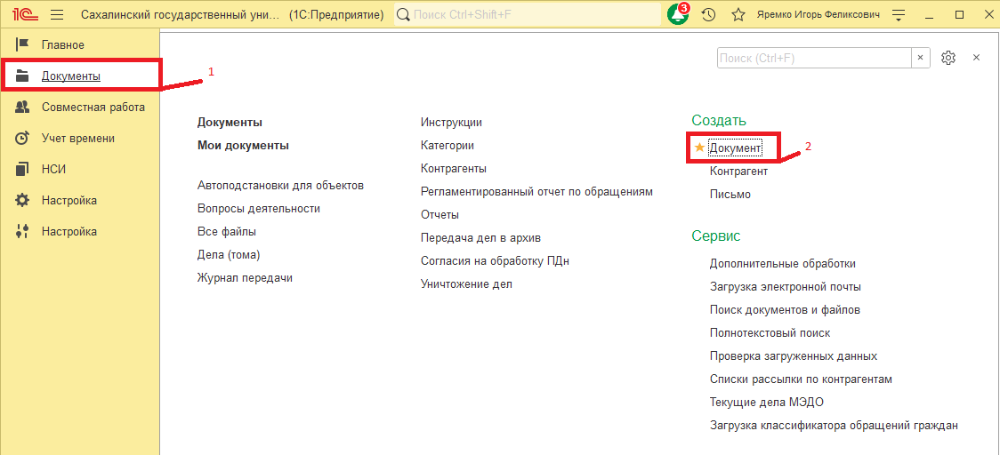 1С Сахалинский государственный уни... (1С:Предприятие) Поиск Ctrl+Shift+F 3 Яремко Игорь Феликсович
Главное
Документы
Совместная работа
Учет времени
НСИ
Настройка
Настройка
1
Поиск (Ctrl+F)
Документы
Мои документы
Автоподстановки для объектов
Вопросы деятельности
Все файлы
Дела (тома)
Журнал передачи
Инструкции
Категории
Контрагенты
Регламентированный отчет по обращениям
Отчеты
Передача дел в архив
Согласия на обработку ПДн
Уничтожение дел
Создать
Документ
2
Контрагент
Письмо
Сервис
Дополнительные обработки
Загрузка электронной почты
Поиск документов и файлов
Полнотекстовый поиск
Проверка загруженных данных
Списки рассылки по контрагентам
Текущие дела МЭДО
Загрузка классификатора обращений граждан